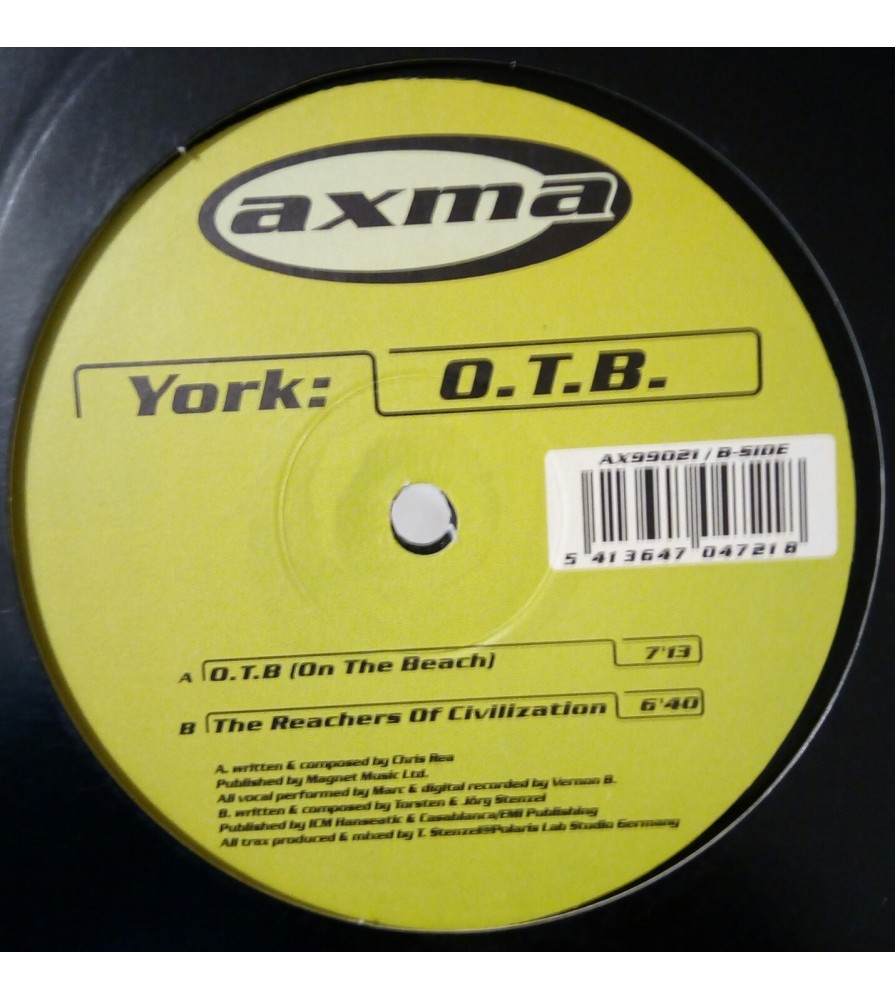 axma
York: O.T.B.
AX99021 / B-SIDE
5 413647 047218
A O.T.B (On The Beach) 7'13
B The Reachers Of Civilization 6'40
A. written & composed by Chris Rea
Published by Magnet Music Ltd.
All vocal performed by Marc & digital recorded by Vernon B.
B. written & composed by Torsten & Jörg Stenzel
Published by ICM Hanseatic & Casablanca/EMI Publishing
All trax produced & mixed by T. Stenzel@Polaris Lab Studio Germany